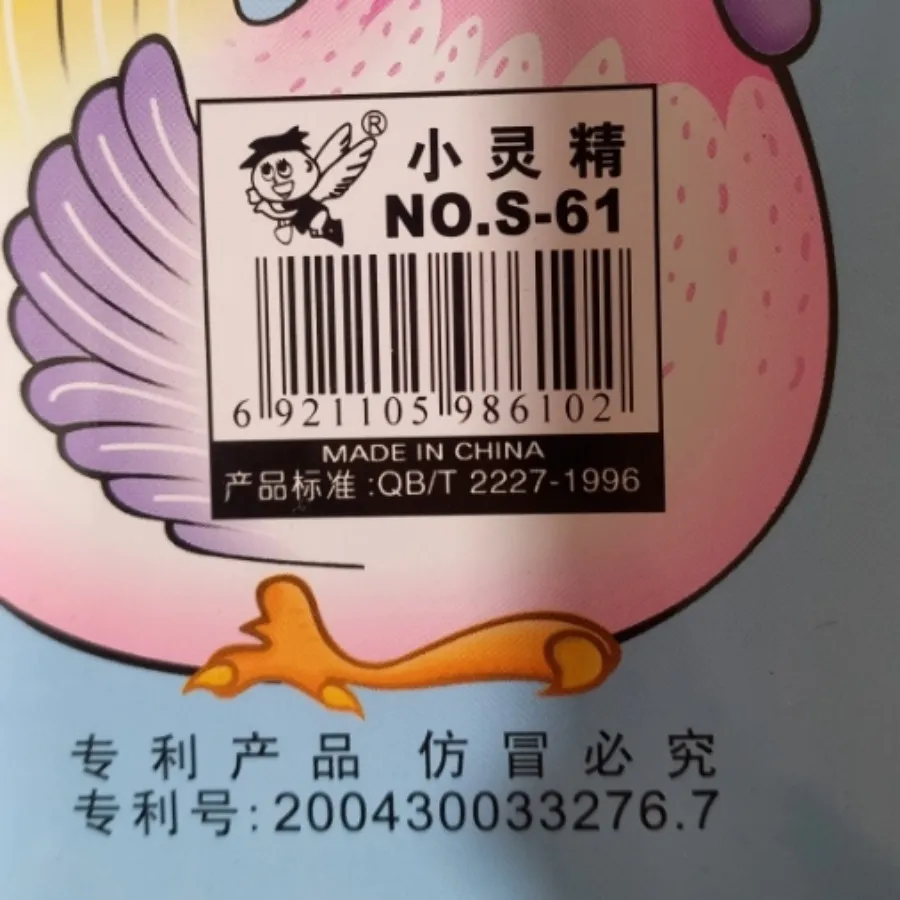 ®
小灵精
NO.S-61
6 921105 986102
MADE IN CHINA
产品标准:QB/T 2227-1996
专利产品 仿冒必究
专利号:200430033276.7